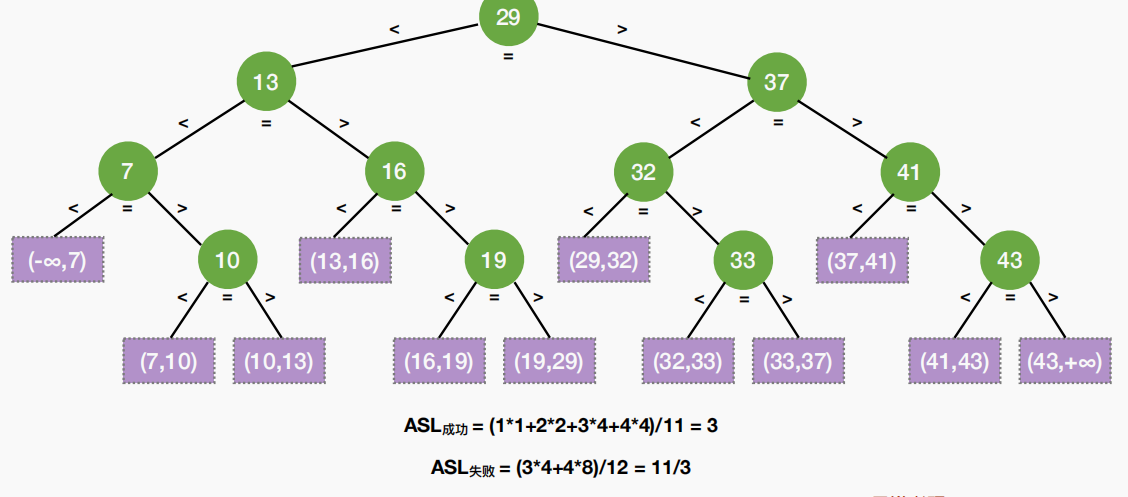 29
< >
=
13 37
< = > < = >
7 16 32 41
< = > < = > < = > < = >
(-∞,7) 10 (13,16) 19 (29,32) 33 (37,41) 43
< = > < = > < = > < = >
(7,10) (10,13) (16,19) (19,29) (32,33) (33,37) (41,43) (43,+∞)
ASL成功 = (1*1+2*2+3*4+4*4)/11 = 3
ASL失败 = (3*4+4*8)/12 = 11/3